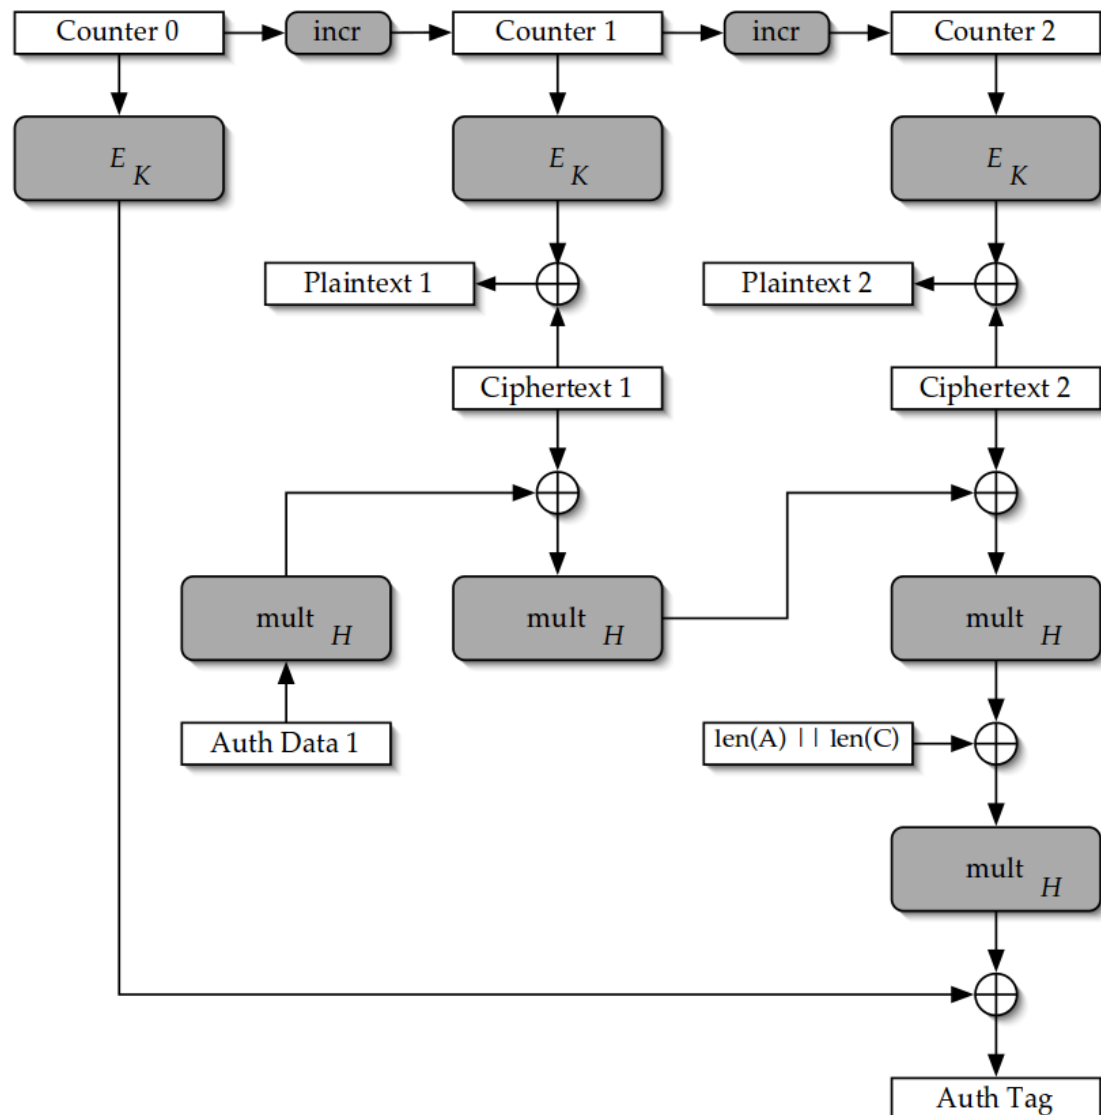 Counter 0
incr
Counter 1
incr
Counter 2
E K
E K
E K
Plaintext 1
Plaintext 2
Ciphertext 1
Ciphertext 2
mult H
mult H
mult H
Auth Data 1
len(A) || len(C)
mult H
Auth Tag